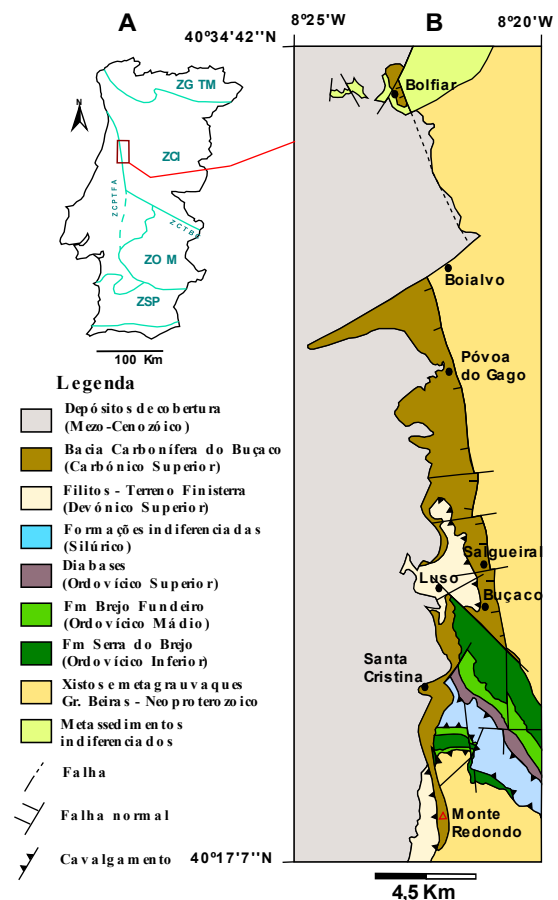 A
8°25'W
B
8°20'W
40°34'42''N
ZG TM
N
ZCI
ZCPTFA
ZO M
ZSP
100 Km
Bolfiar
Boialvo
Póvoa
do Gago
Salgueiral
Luso
Buçaco
Santa
Cristina
Monte
Redondo
40°17'7''N
4,5 Km
Legenda
Depósitos de cobertura
(Mezo-Cenozóico)
Bacia Carbonífera do Buçaco
(Carbónico Superior)
Filitos - Terreno Finisterra
(Devónico Superior)
Formações indiferenciadas
(Silúrico)
Diabases
(Ordovícico Superior)
Fm Brejo Fundeiro
(Ordovícico Mádio)
Fm Serra do Brejo
(Ordovícico Inferior)
Xistos e metagrauvaques
Gr. Beiras - Neoproterozoico
Metassedimentos
indiferenciados
Falha
Falha normal
Cavalgamento